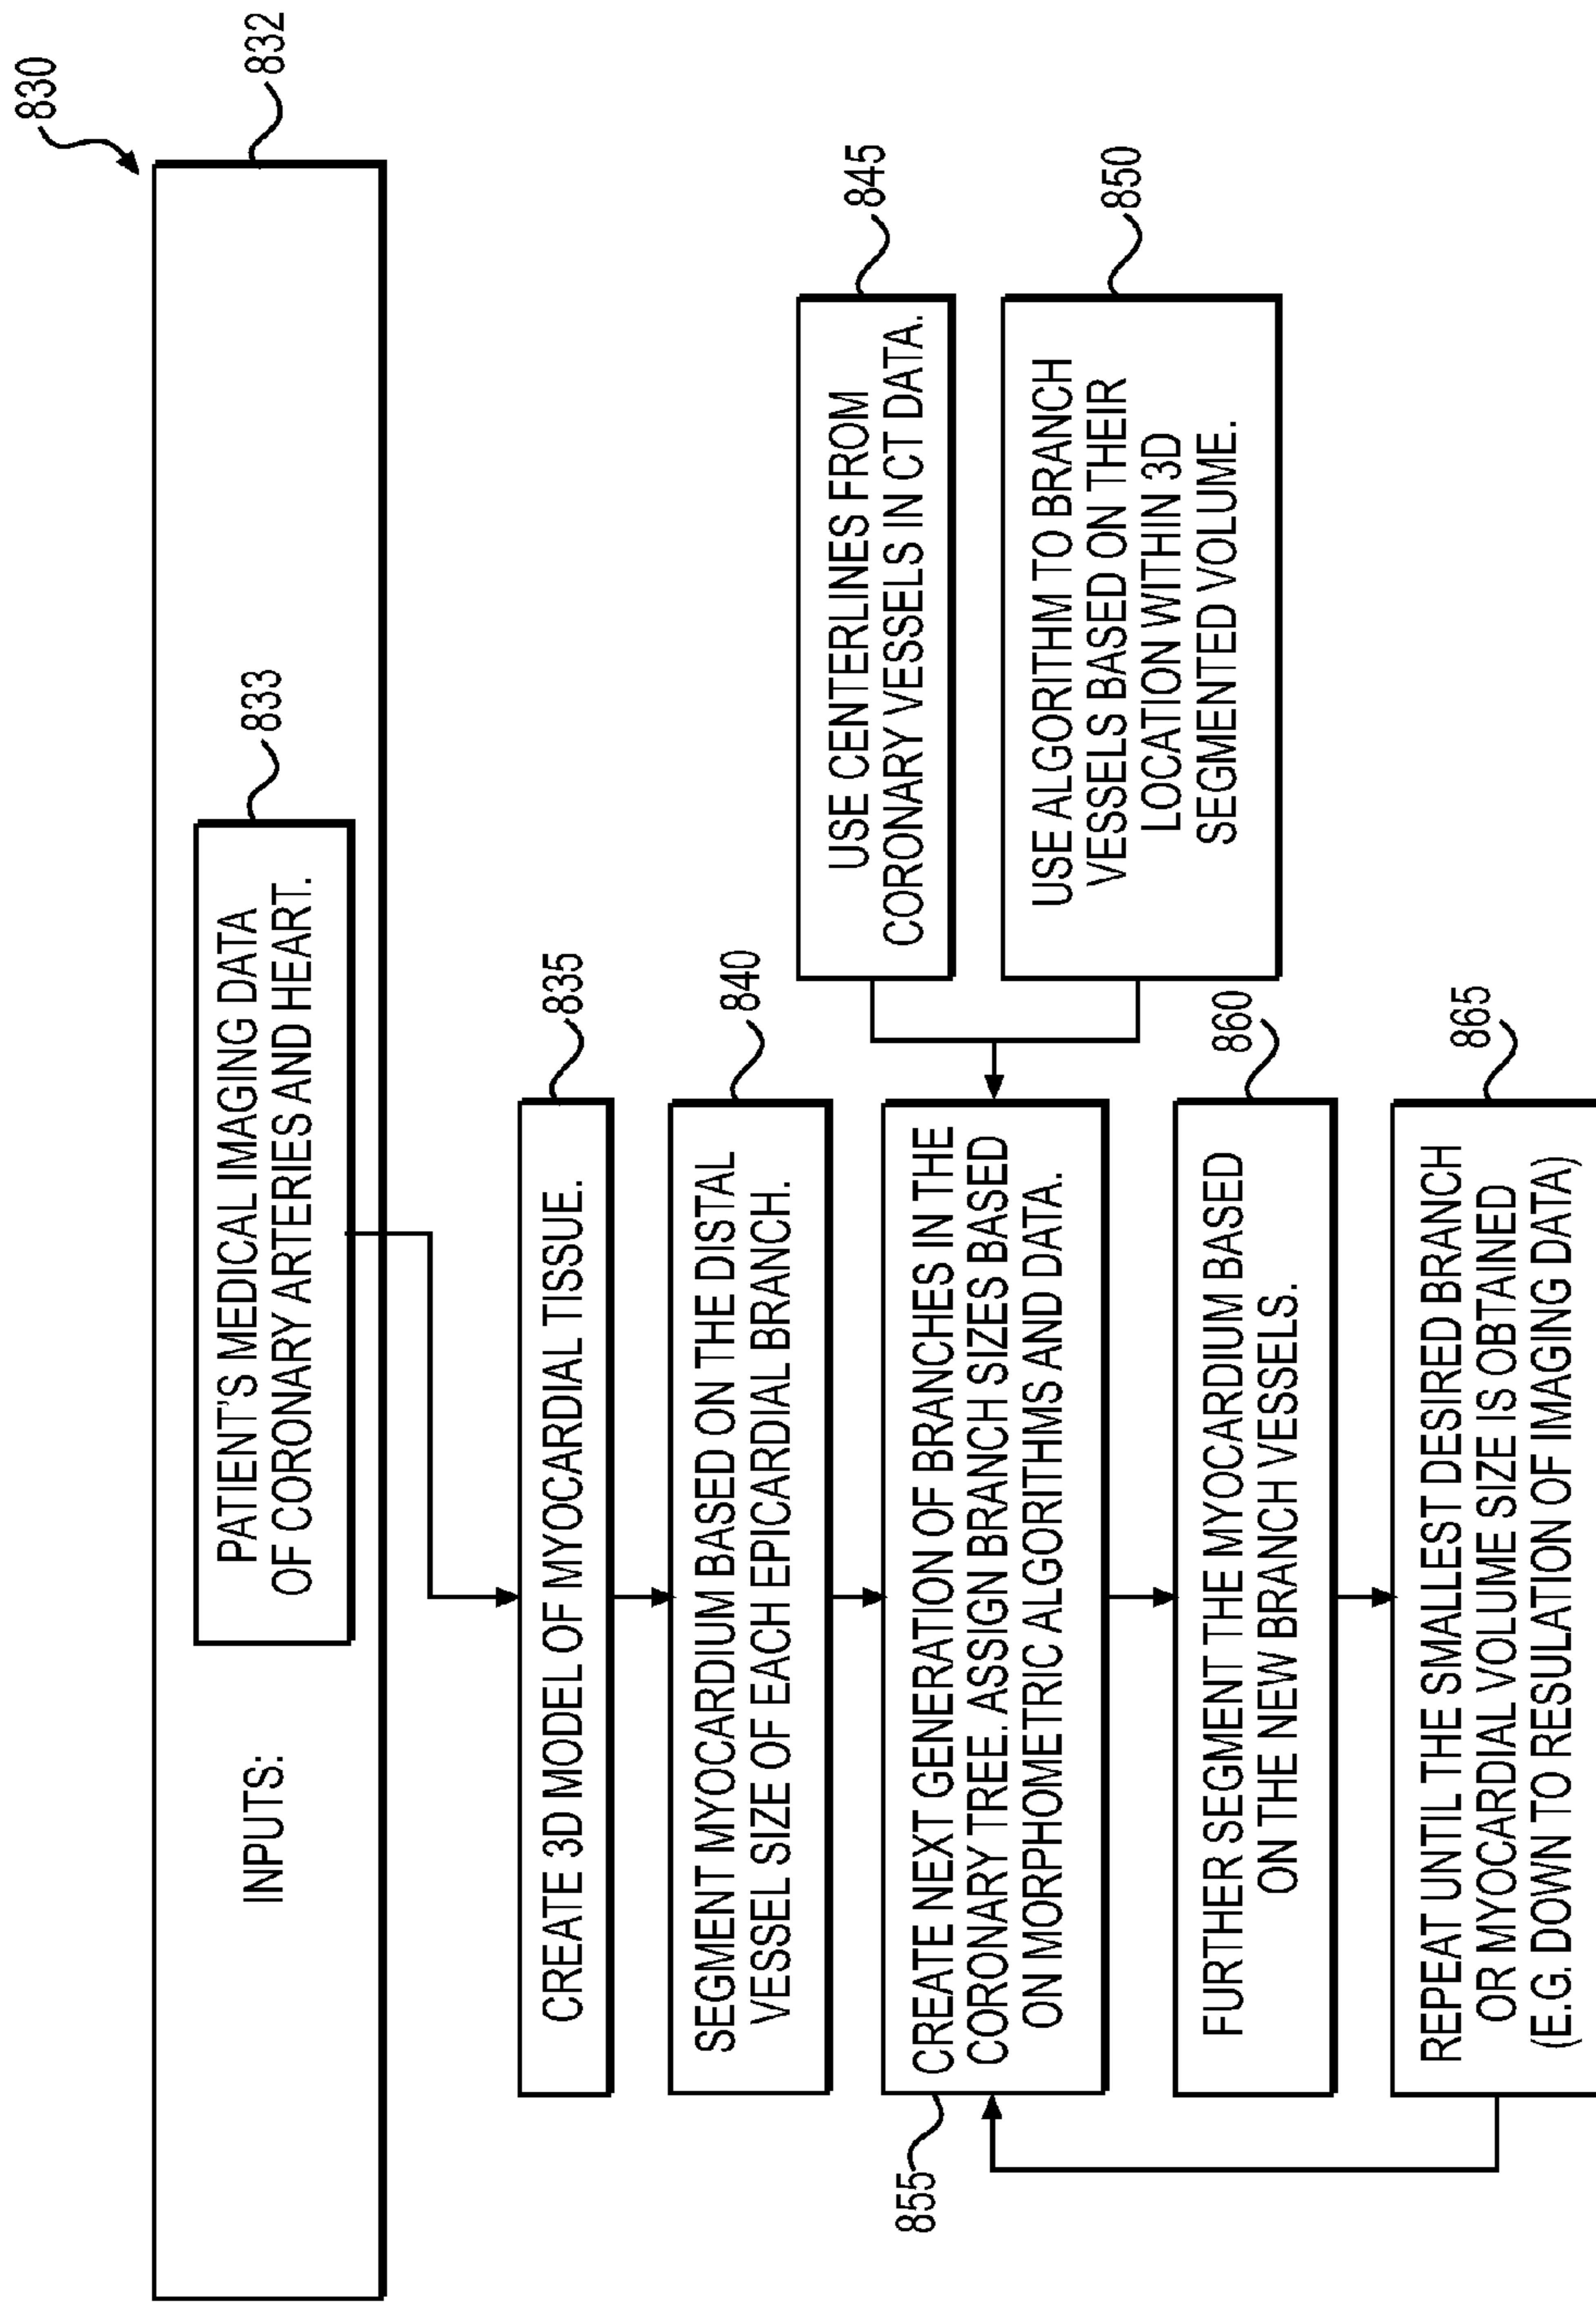 830
832
INPUTS:
833
PATIENT'S MEDICAL IMAGING DATA
OF CORONARY ARTERIES AND HEART.
835
CREATE 3D MODEL OF MYOCARDIAL TISSUE.
840
SEGMENT MYOCARDIUM BASED ON THE DISTAL
VESSEL SIZE OF EACH EPICARDIAL BRANCH.
845
USE CENTERLINES FROM
CORONARY VESSELS IN CT DATA.
850
USE ALGORITHM TO BRANCH
VESSELS BASED ON THEIR
LOCATION WITHIN 3D
SEGMENTED VOLUME.
855
CREATE NEXT GENERATION OF BRANCHES IN THE
CORONARY TREE. ASSIGN BRANCH SIZES BASED
ON MORPHOMETRIC ALGORITHMS AND DATA.
860
FURTHER SEGMENT THE MYOCARDIUM BASED
ON THE NEW BRANCH VESSELS.
865
REPEAT UNTIL THE SMALLEST DESIRED BRANCH
OR MYOCARDIAL VOLUME SIZE IS OBTAINED
(E.G. DOWN TO RESULATION OF IMAGING DATA)